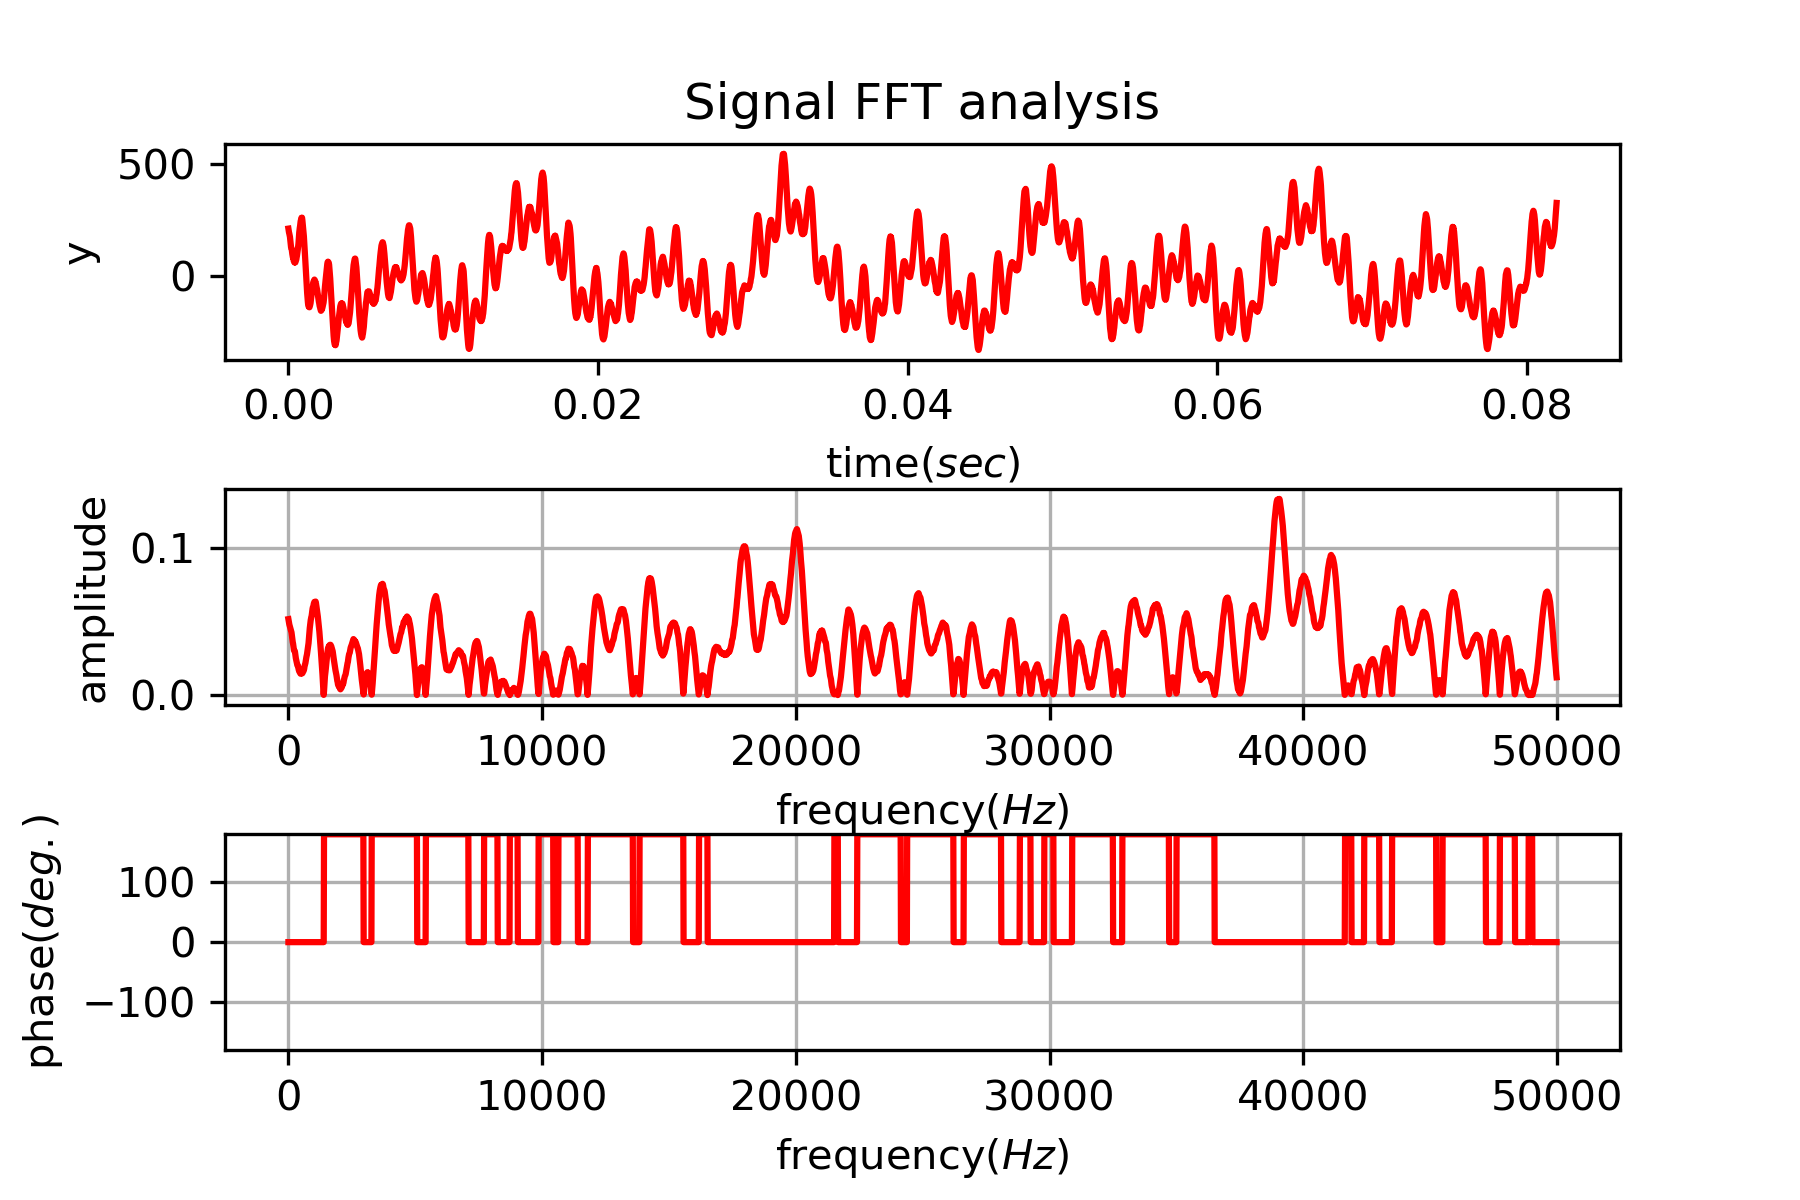 Signal FFT analysis
y
500
0
0.00 0.02 0.04 0.06 0.08
time(sec)
amplitude
0.1
0.0
0 10000 20000 30000 40000 50000
frequency(Hz)
phase(deg.)
100
0
−100
0 10000 20000 30000 40000 50000
frequency(Hz)